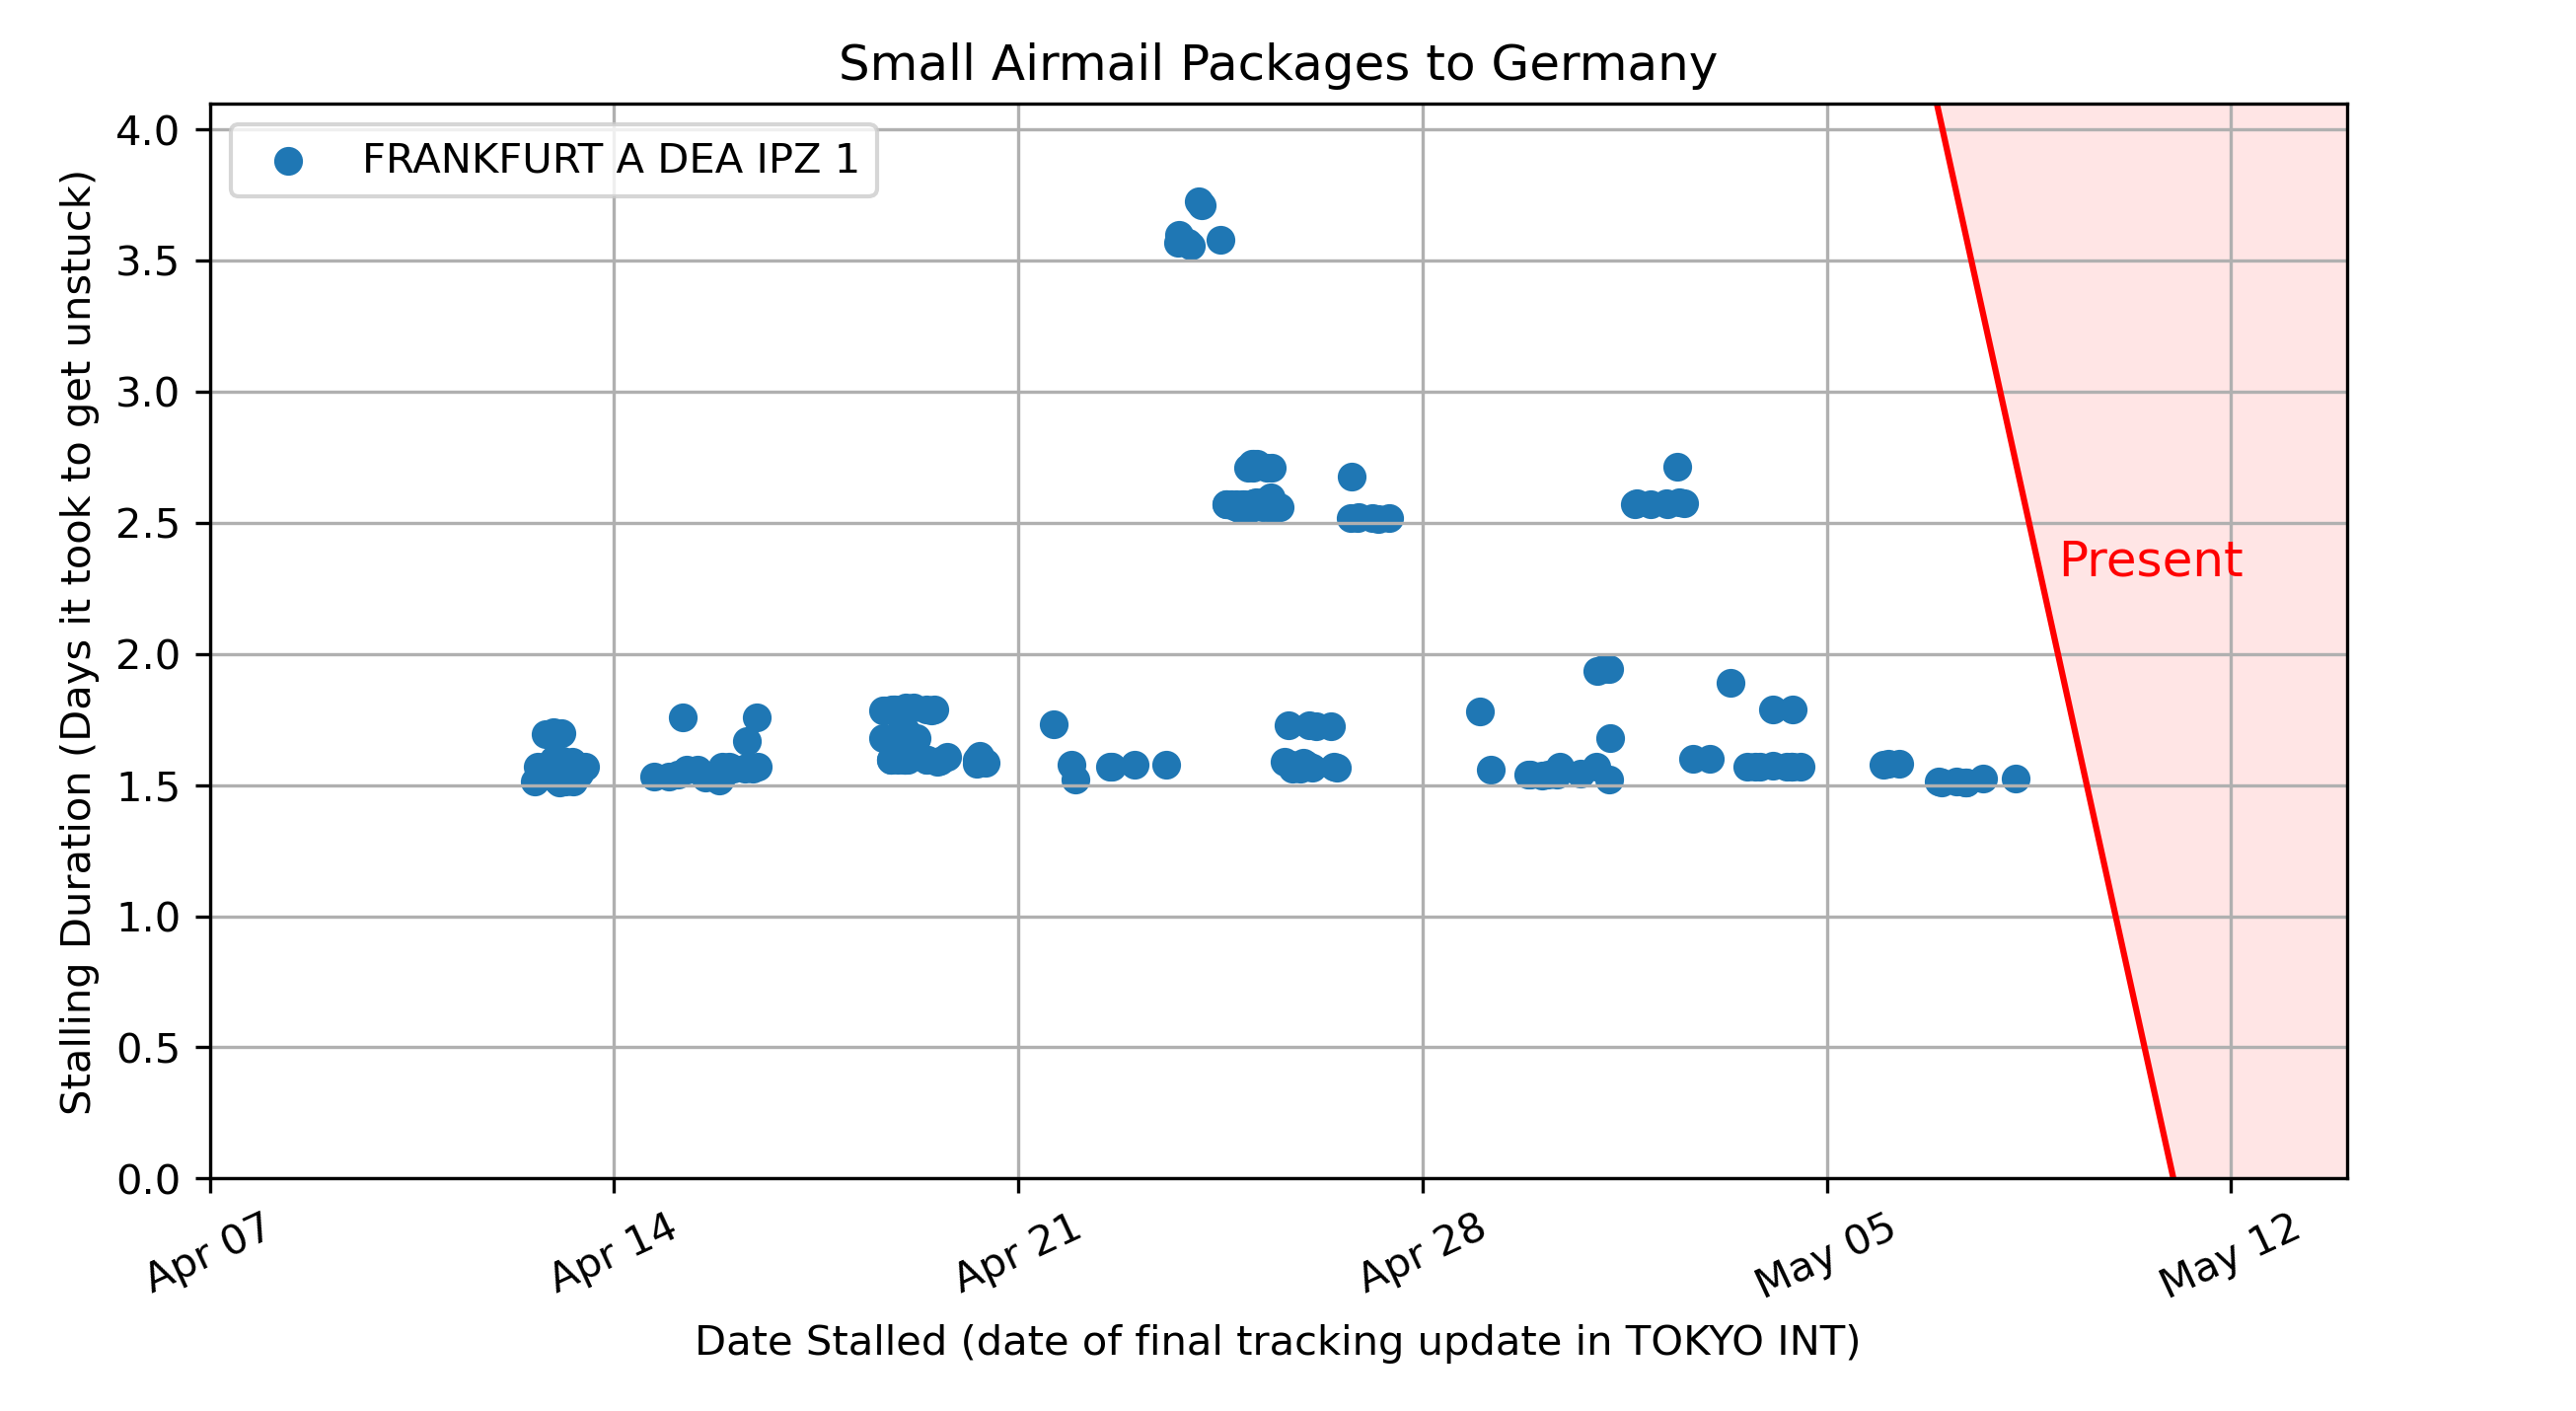 Small Airmail Packages to Germany
FRANKFURT A DEA IPZ 1
Stalling Duration (Days it took to get unstuck)
4.0
3.5
3.0
2.5
2.0
1.5
1.0
0.5
0.0
Present
Apr 07
Apr 14
Apr 21
Apr 28
May 05
May 12
Date Stalled (date of final tracking update in TOKYO INT)